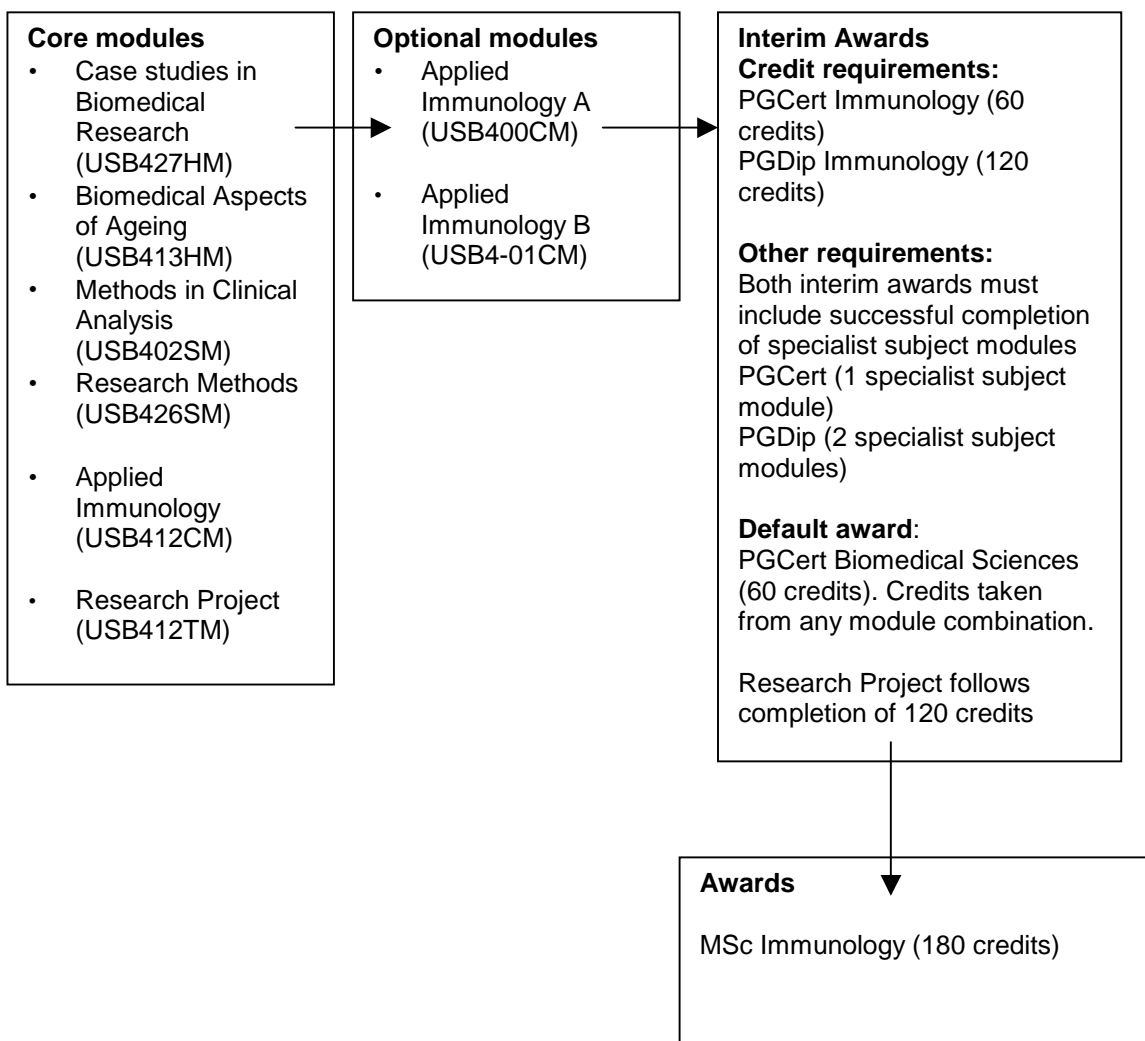 Core modules
• Case studies in
Biomedical
Research
(USB427HM)
• Biomedical Aspects
of Ageing
(USB413HM)
• Methods in Clinical
Analysis
(USB402SM)
• Research Methods
(USB426SM)
• Applied
Immunology
(USB412CM)
• Research Project
(USB412TM)
Optional modules
• Applied
Immunology A
(USB400CM)
• Applied
Immunology B
(USB4-01CM)
Interim Awards
Credit requirements:
PGCert Immunology (60
credits)
PGDip Immunology (120
credits)
Other requirements:
Both interim awards must
include successful completion
of specialist subject modules
PGCert (1 specialist subject
module)
PGDip (2 specialist subject
modules)
Default award:
PGCert Biomedical Sciences
(60 credits). Credits taken
from any module combination.
Research Project follows
completion of 120 credits
Awards
MSc Immunology (180 credits)